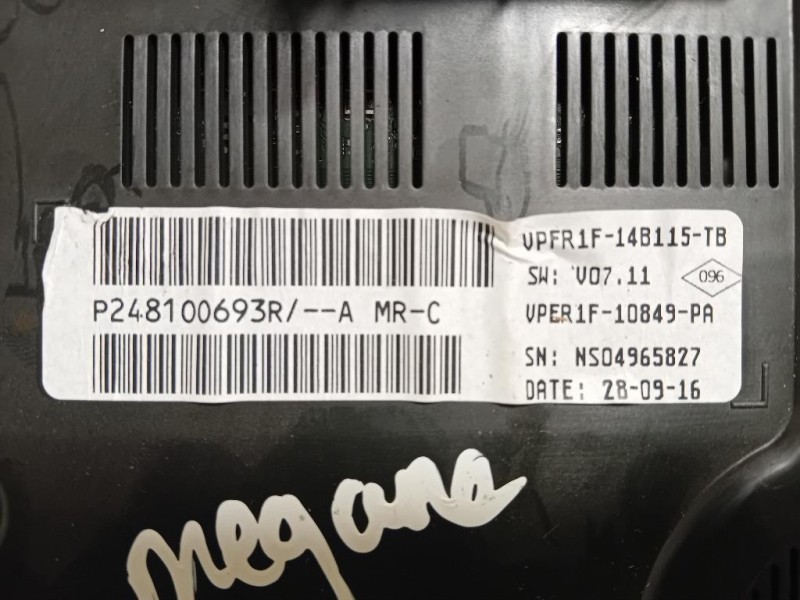 P248100693R/--A MR-C
VPFR1F-14B115-TB
SW: V07.11
096
VPER1F-10849-PA
SN: NS04965827
DATE: 28-09-16
megane